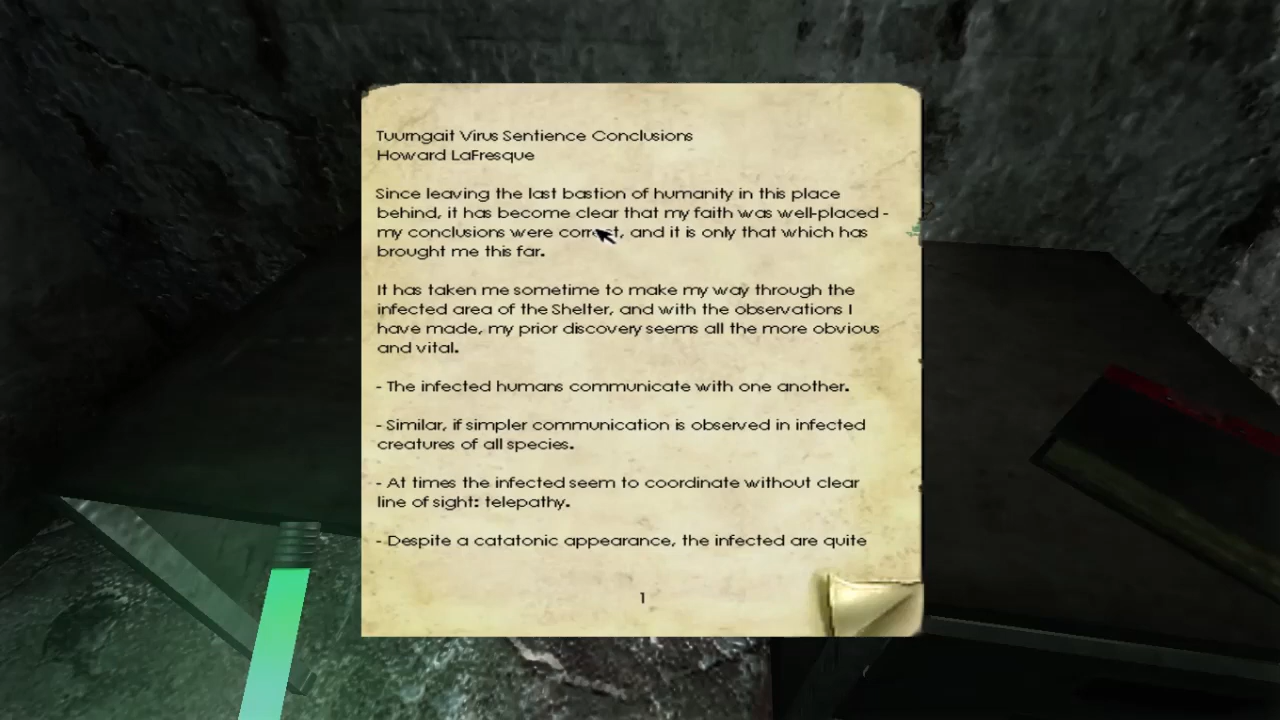 Tuurngait Virus Sentience Conclusions
Howard LaFresque
Since leaving the last bastion of humanity in this place
behind, it has become clear that my faith was well-placed -
my conclusions were correct, and it is only that which has
brought me this far.
It has taken me sometime to make my way through the
infected area of the Shelter, and with the observations I
have made, my prior discovery seems all the more obvious
and vital.
- The infected humans communicate with one another.
- Similar, if simpler communication is observed in infected
creatures of all species.
- At times the infected seem to coordinate without clear
line of sight: telepathy.
- Despite a catatonic appearance, the infected are quite
1